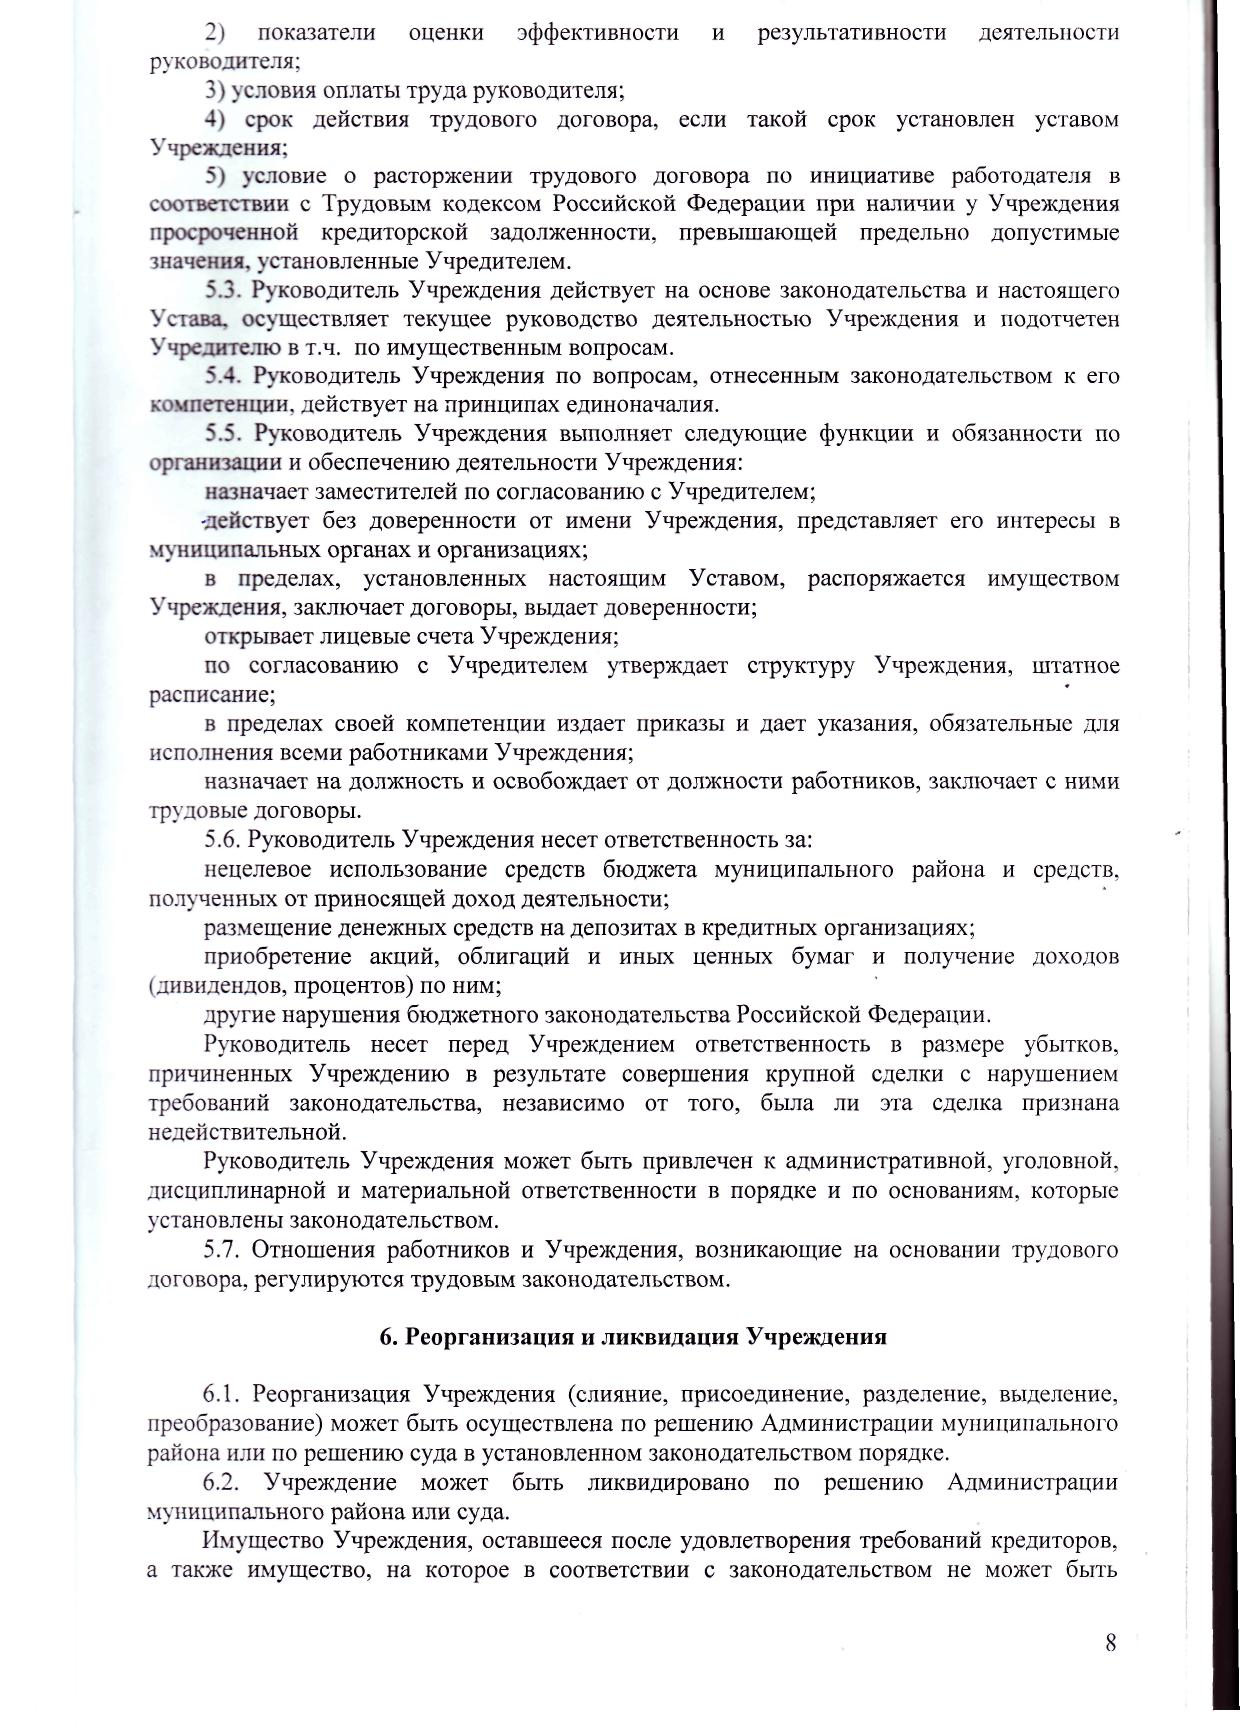 2) показатели оценки эффективности и результативности деятельности
руководителя;
3) условия оплаты труда руководителя;
4) срок действия трудового договора, если такой срок установлен уставом
Учреждения;
5) условие о расторжении трудового договора по инициативе работодателя в
соответствии с Трудовым кодексом Российской Федерации при наличии у Учреждения
просроченной кредиторской задолженности, превышающей предельно допустимые
значения, установленные Учредителем.
5.3. Руководитель Учреждения действует на основе законодательства и настоящего
Устава, осуществляет текущее руководство деятельностью Учреждения и подотчетен
Учредителю в т.ч. по имущественным вопросам.
5.4. Руководитель Учреждения по вопросам, отнесенным законодательством к его
компетенции, действует на принципах единоначалия.
5.5. Руководитель Учреждения выполняет следующие функции и обязанности по
организации и обеспечению деятельности Учреждения:
назначает заместителей по согласованию с Учредителем;
действует без доверенности от имени Учреждения, представляет его интересы в
муниципальных органах и организациях;
в пределах, установленных настоящим Уставом, распоряжается имуществом
Учреждения, заключает договоры, выдает доверенности;
открывает лицевые счета Учреждения;
по согласованию с Учредителем утверждает структуру Учреждения, штатное
расписание;
в пределах своей компетенции издает приказы и дает указания, обязательные для
исполнения всеми работниками Учреждения;
назначает на должность и освобождает от должности работников, заключает с ними
трудовые договоры.
5.6. Руководитель Учреждения несет ответственность за:
нецелевое использование средств бюджета муниципального района и средств,
полученных от приносящей доход деятельности;
размещение денежных средств на депозитах в кредитных организациях;
приобретение акций, облигаций и иных ценных бумаг и получение доходов
(дивидендов, процентов) по ним;
другие нарушения бюджетного законодательства Российской Федерации.
Руководитель несет перед Учреждением ответственность в размере убытков,
причиненных Учреждению в результате совершения крупной сделки с нарушением
требований законодательства, независимо от того, была ли эта сделка признана
недействительной.
Руководитель Учреждения может быть привлечен к административной, уголовной,
дисциплинарной и материальной ответственности в порядке и по основаниям, которые
установлены законодательством.
5.7. Отношения работников и Учреждения, возникающие на основании трудового
договора, регулируются трудовым законодательством.
6. Реорганизация и ликвидация Учреждения
6.1. Реорганизация Учреждения (слияние, присоединение, разделение, выделение,
преобразование) может быть осуществлена по решению Администрации муниципального
района или по решению суда в установленном законодательством порядке.
6.2. Учреждение может быть ликвидировано по решению Администрации
муниципального района или суда.
Имущество Учреждения, оставшееся после удовлетворения требований кредиторов,
а также имущество, на которое в соответствии с законодательством не может быть
8